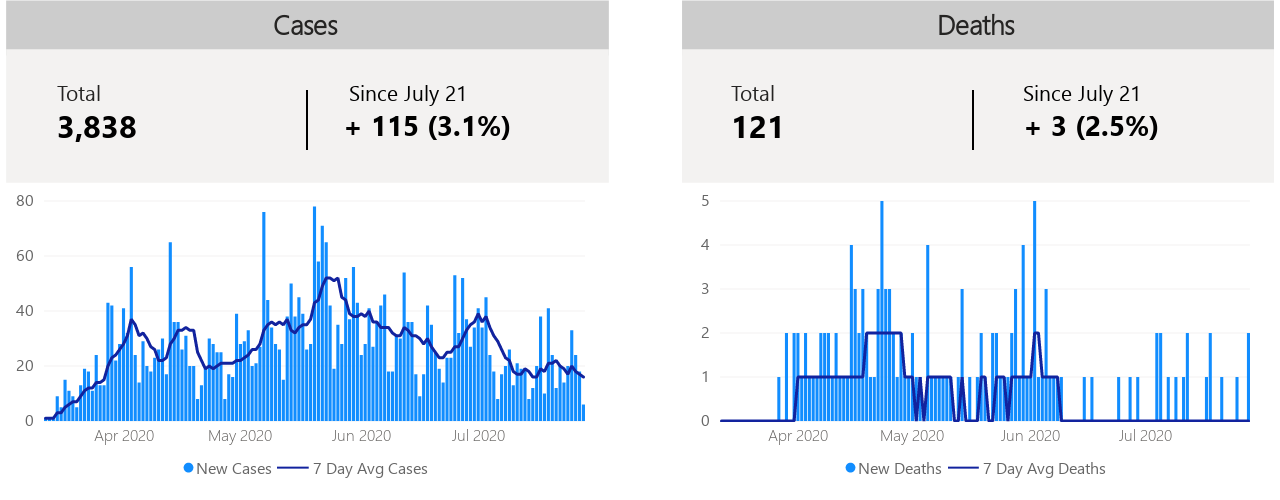 Cases
Total
3,838
Since July 21
+ 115 (3.1%)
80
60
40
20
0
Apr 2020 May 2020 Jun 2020 Jul 2020
New Cases 7 Day Avg Cases
Deaths
Total
121
Since July 21
+ 3 (2.5%)
5
4
3
2
1
0
Apr 2020 May 2020 Jun 2020 Jul 2020
New Deaths 7 Day Avg Deaths